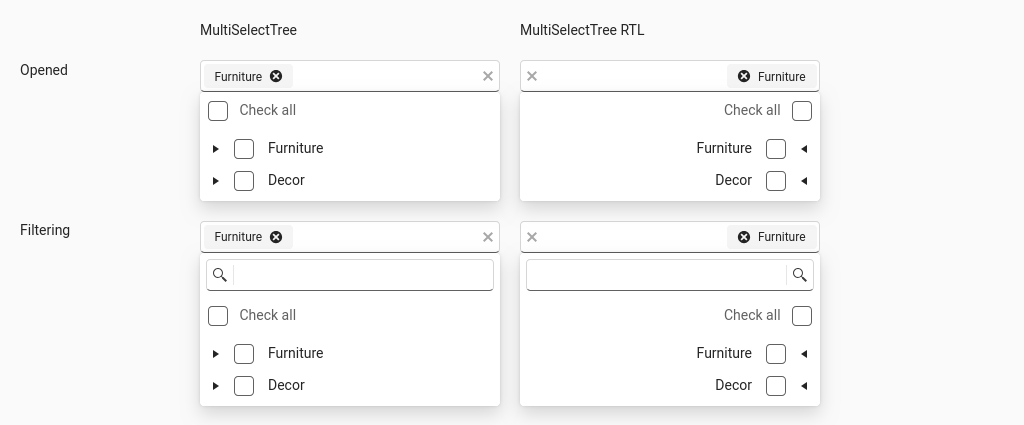 MultiSelectTree MultiSelectTree RTL
Opened
Furniture Furniture
Check all Check all
Furniture Furniture
Decor Decor
Filtering
Furniture Furniture
Check all Check all
Furniture Furniture
Decor Decor